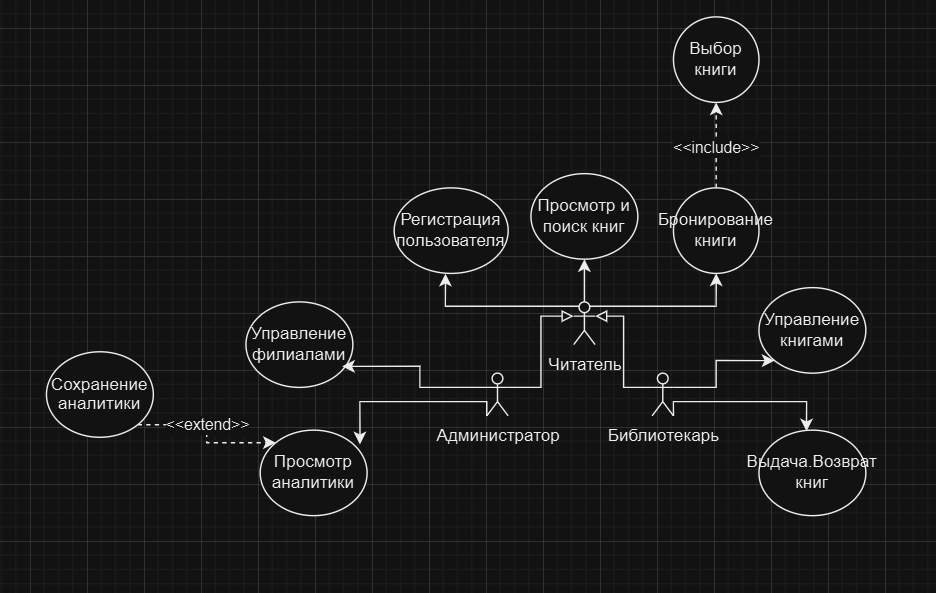 Выбор
книги
<<include>>
Регистрация
пользователя
Просмотр и
поиск книг
Бронирование
книги
Управление
филиалами
Читатель
Управление
книгами
Сохранение
аналитики
<<extend>>
Администратор
Библиотекарь
Просмотр
аналитики
Выдача.Возврат
книг